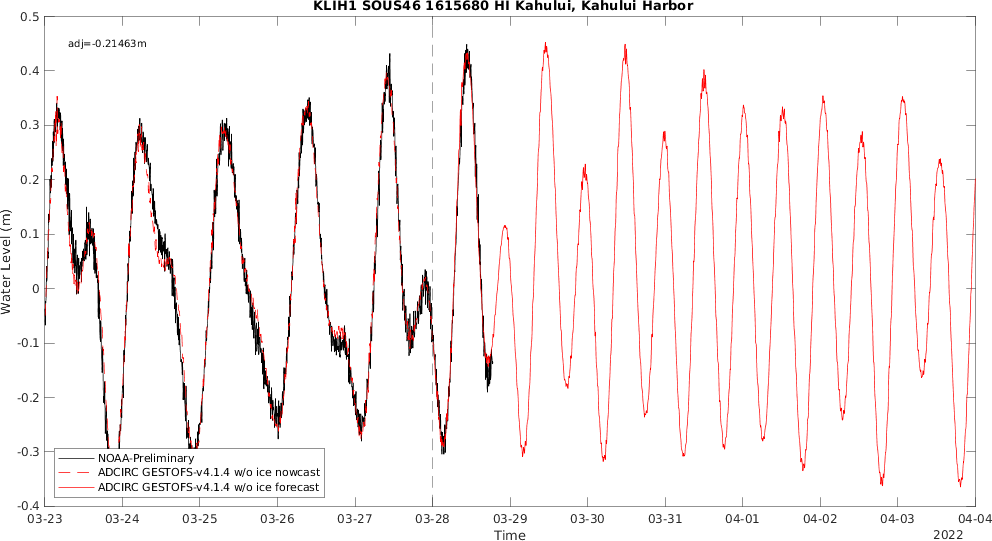 KLIH1 SOUS46 1615680 HI Kahului, Kahului Harbor
adj=-0.21463m
0.5
0.4
0.3
0.2
0.1
0
-0.1
-0.2
-0.3
-0.4
Water Level (m)
NOAA-Preliminary
ADCIRC GESTOFS-v4.1.4 w/o ice nowcast
ADCIRC GESTOFS-v4.1.4 w/o ice forecast
03-23 03-24 03-25 03-26 03-27 03-28 03-29 03-30 03-31 04-01 04-02 04-03 04-04
Time
2022